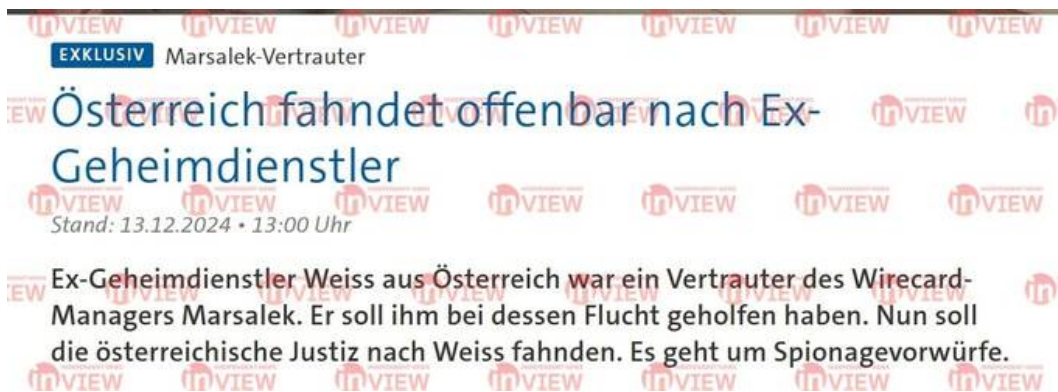 EXKLUSIV Marsalek-Vertrauter
Österreich fahndet offenbar nach Ex-
Geheimdienstler
Stand: 13.12.2024 • 13:00 Uhr
Ex-Geheimdienstler Weiss aus Österreich war ein Vertrauter des Wirecard-
Managers Marsalek. Er soll ihm bei dessen Flucht geholfen haben. Nun soll
die österreichische Justiz nach Weiss fahnden. Es geht um Spionagevorwürfe.